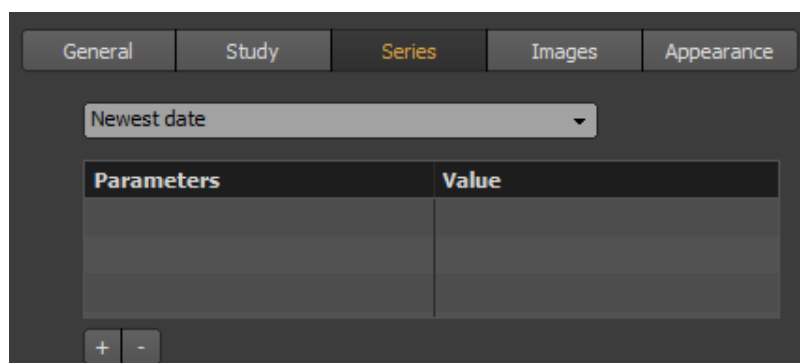 General Study Series Images Appearance
Newest date
Parameters Value
+ -